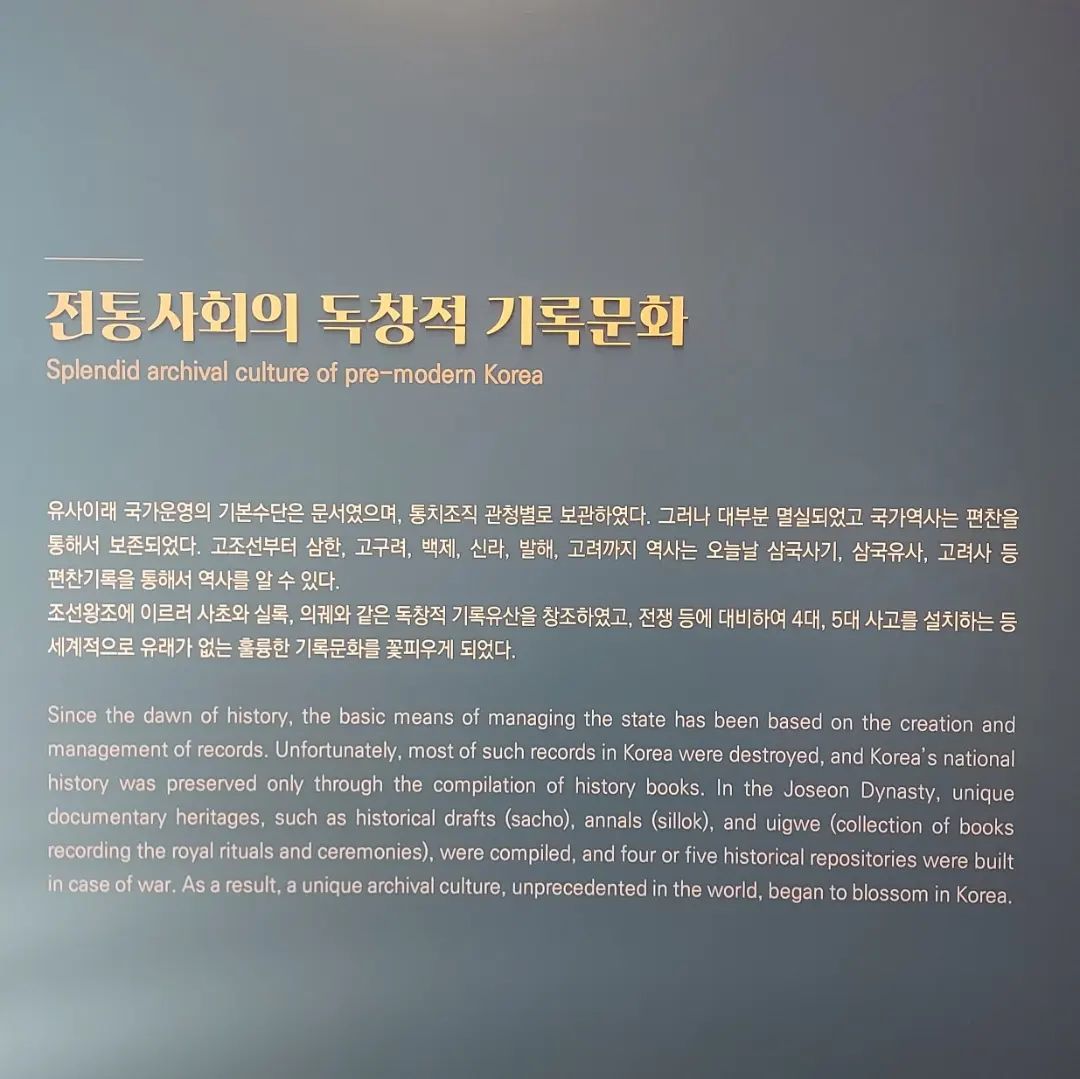 전통사회의 독창적 기록문화
Splendid archival culture of pre-modern Korea
유사이래 국가운영의 기본수단은 문서였으며, 통치조직 관청별로 보관하였다. 그러나 대부분 멸실되었고 국가역사는 편찬을
통해서 보존되었다. 고조선부터 삼한, 고구려, 백제, 신라, 발해, 고려까지 역사는 오늘날 삼국사기, 삼국유사, 고려사 등
편찬기록을 통해서 역사를 알 수 있다.
조선왕조에 이르러 사초와 실록, 의궤와 같은 독창적 기록유산을 창조하였고, 전쟁 등에 대비하여 4대, 5대 사고를 설치하는 등
세계적으로 유래가 없는 훌륭한 기록문화를 꽃피우게 되었다.
Since the dawn of history, the basic means of managing the state has been based on the creation and
management of records. Unfortunately, most of such records in Korea were destroyed, and Korea's national
history was preserved only through the compilation of history books. In the Joseon Dynasty, unique
documentary heritages, such as historical drafts (sacho), annals (sillok), and uigwe (collection of books
recording the royal rituals and ceremonies), were compiled, and four or five historical repositories were built
in case of war. As a result, a unique archival culture, unprecedented in the world, began to blossom in Korea.